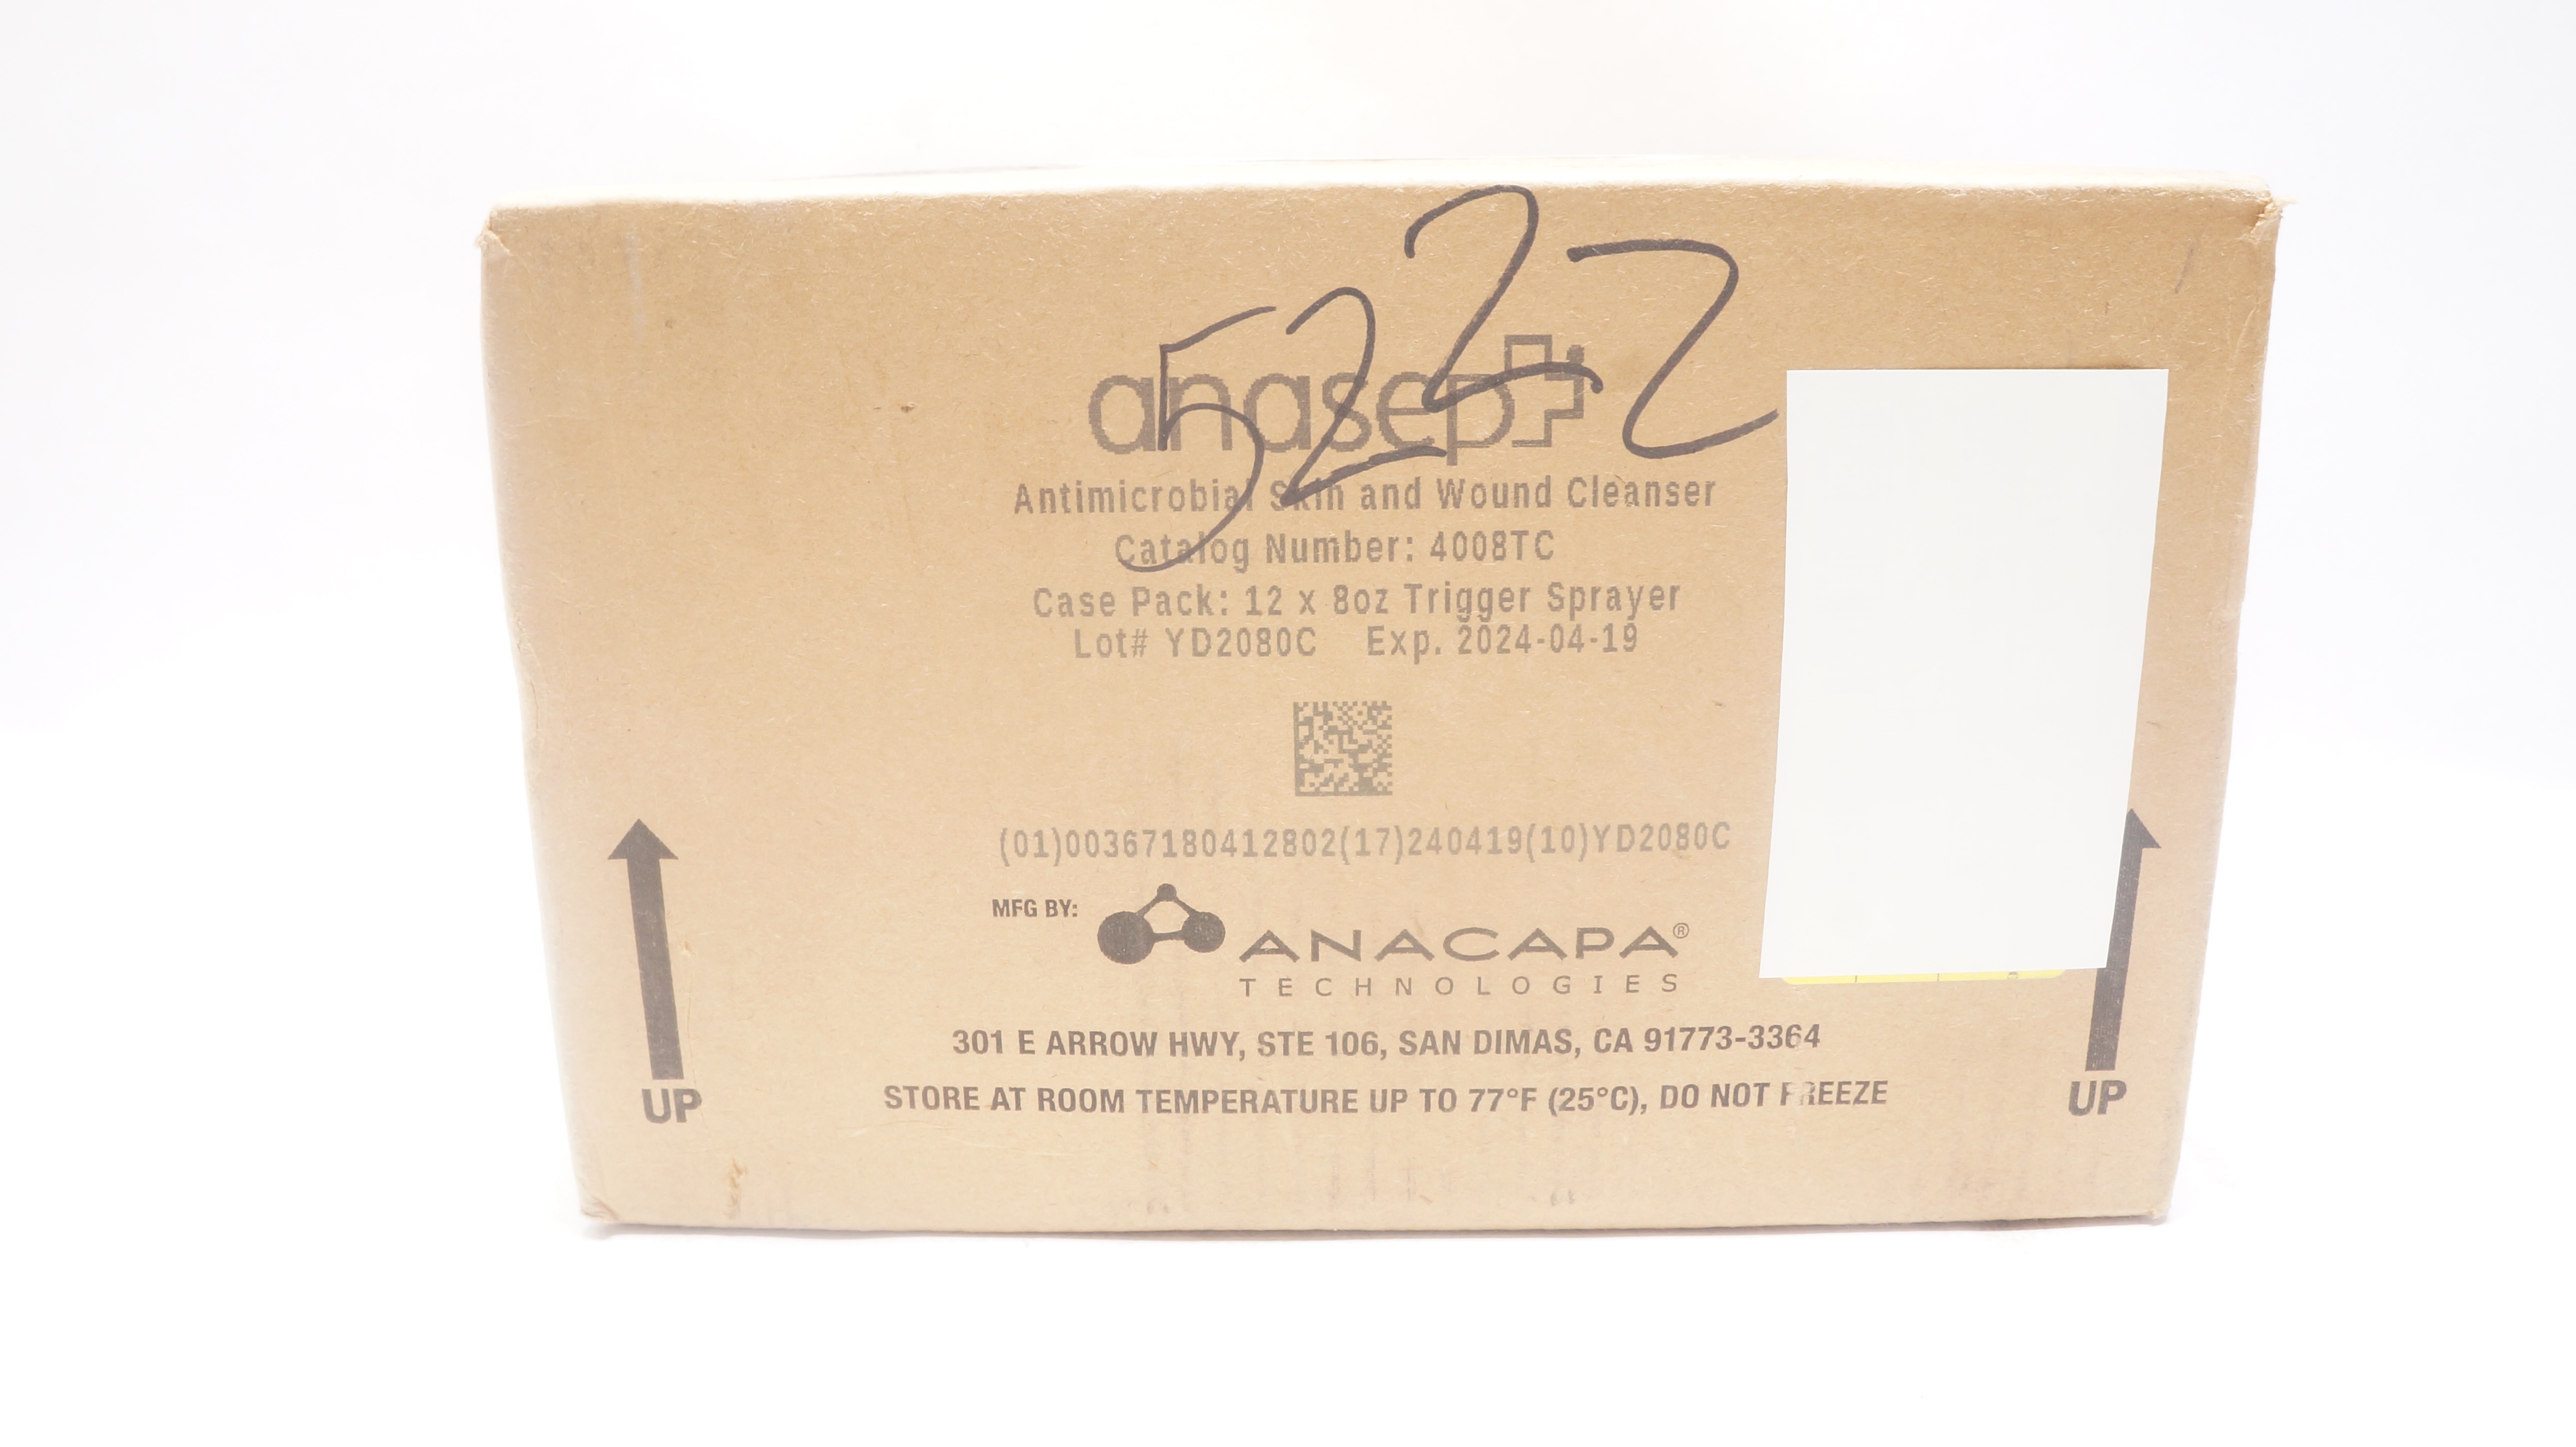 5222
anasept
Antimicrobial Skin and Wound Cleanser
Catalog Number: 4008TC
Case Pack: 12 x 8oz Trigger Sprayer
Lot# YD2080C Exp. 2024-04-19
(01)00367180412802(17)240419(10)YD2080C
MFG BY:
ANACAPA®
TECHNOLOGIES
301 E ARROW HWY, STE 106, SAN DIMAS, CA 91773-3364
STORE AT ROOM TEMPERATURE UP TO 77°F (25°C), DO NOT FREEZE
UP
UP